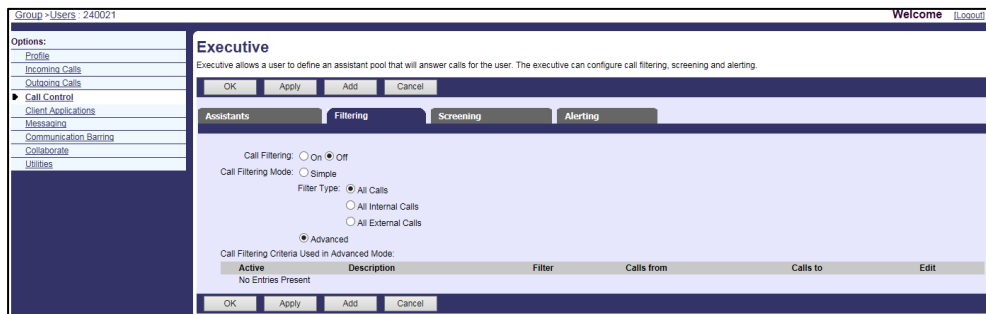 Group >Users : 240021
Welcome [Logout]
Options:
Profile
Incoming Calls
Outgoing Calls
Call Control
Client Applications
Messaging
Communication Barring
Collaborate
Utilities
Executive
Executive allows a user to define an assistant pool that will answer calls for the user. The executive can configure call filtering, screening and alerting.
OK Apply Add Cancel
Assistants Filtering Screening Alerting
Call Filtering: On Off
Call Filtering Mode: Simple
Filter Type: All Calls
All Internal Calls
All External Calls
Advanced
Call Filtering Criteria Used in Advanced Mode:
Active Description Filter Calls from Calls to Edit
No Entries Present
OK Apply Add Cancel